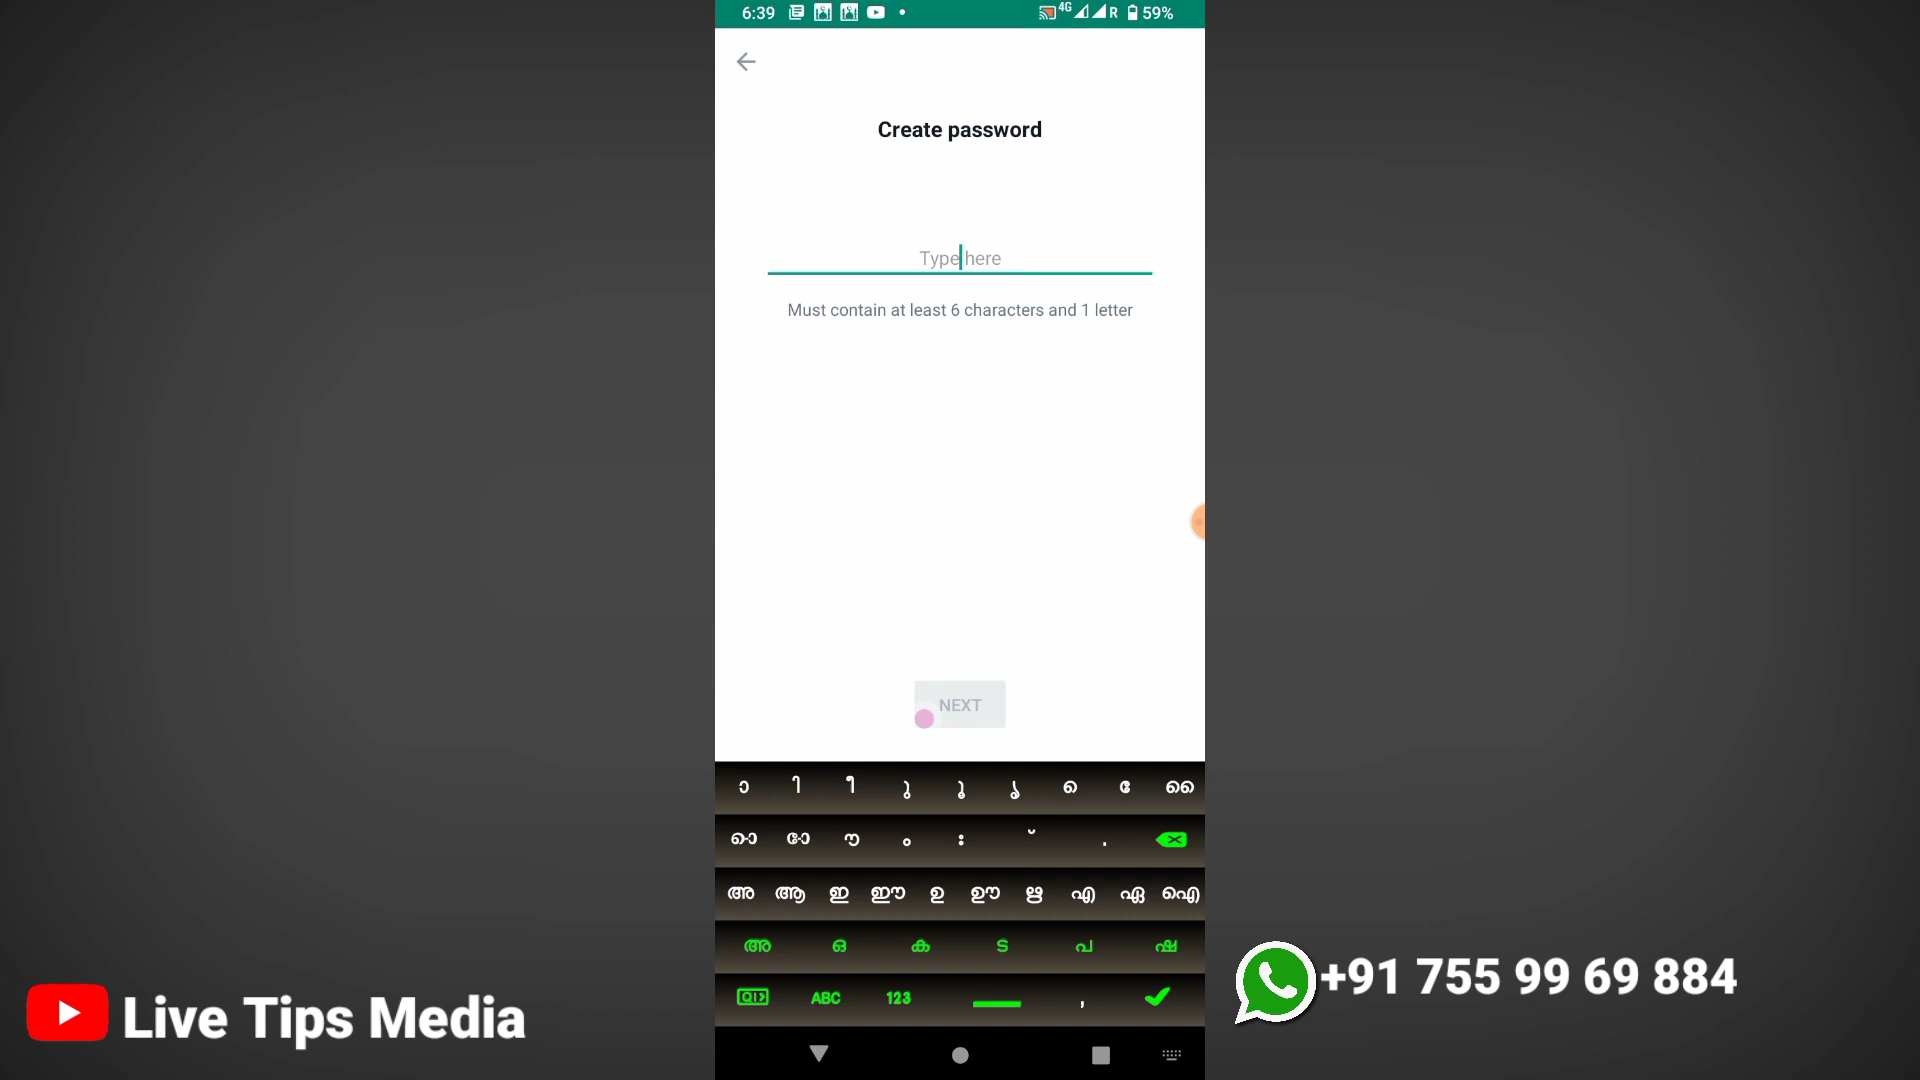 6:39
4G R 59%
Create password
Type here
Must contain at least 6 characters and 1 letter
NEXT
ാ ി ീ ു ൂ ൃ െ േ ൈ
ൊ ോ ൗ ം ഃ ് .
അ ആ ഇ ഈ ഉ ഊ ഋ എ ഏ ഐ
അ ഒ ക ട പ ഷ
ABC 123 ,
Live Tips Media
+91 755 99 69 884